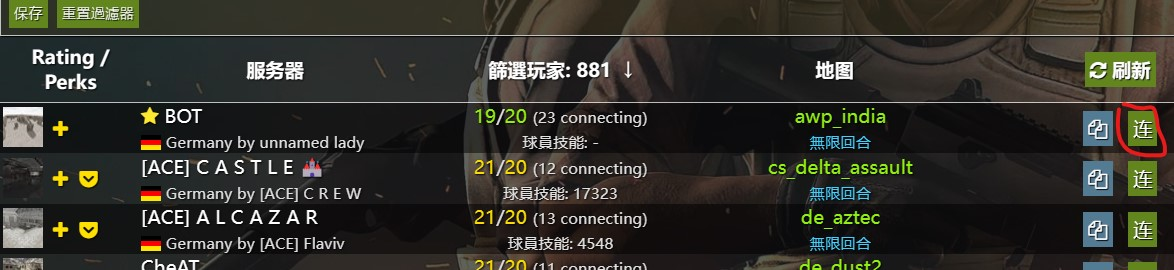 保存 重置過濾器
Rating / Perks 服务器 篩選玩家: 881 ↓ 地图 刷新
BOT 19/20 (23 connecting) awp_india 连
Germany by unnamed lady 球員技能: - 無限回合
[ACE] C A S T L E 🏰 21/20 (12 connecting) cs_delta_assault 连
Germany by [ACE] C R E W 球員技能: 17323 無限回合
[ACE] A L C A Z A R 21/20 (13 connecting) de_aztec 连
Germany by [ACE] Flaviv 球員技能: 4548 無限回合
CheAT 21/20 (11 connecting) de_dust2